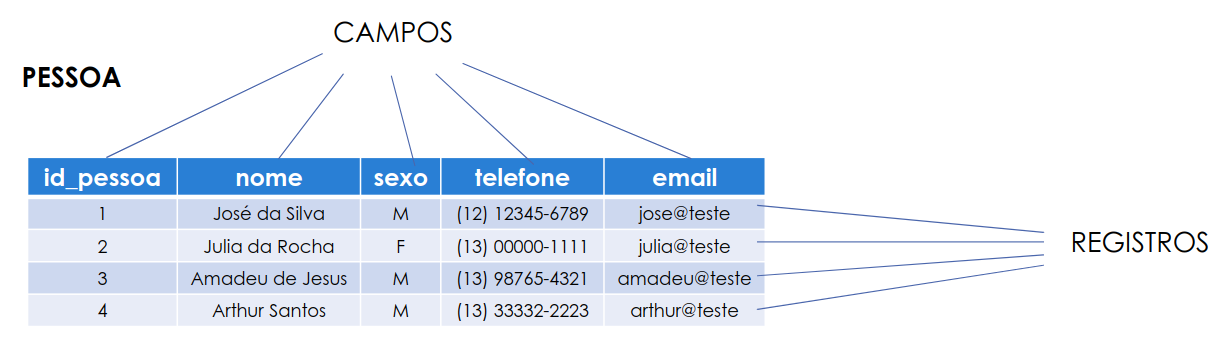 CAMPOS
PESSOA
id_pessoa nome sexo telefone email
1 José da Silva M (12) 12345-6789 jose@teste
2 Julia da Rocha F (13) 00000-1111 julia@teste
REGISTROS
3 Amadeu de Jesus M (13) 98765-4321 amadeu@teste
4 Arthur Santos M (13) 33332-2223 arthur@teste